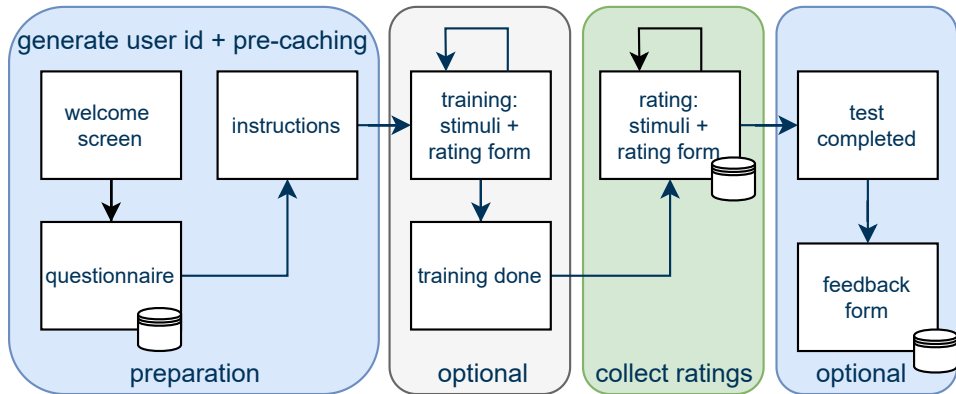 generate user id + pre-caching
welcome
screen
questionnaire
instructions
preparation
training:
stimuli +
rating form
training done
optional
rating:
stimuli +
rating form
collect ratings
test
completed
feedback
form
optional